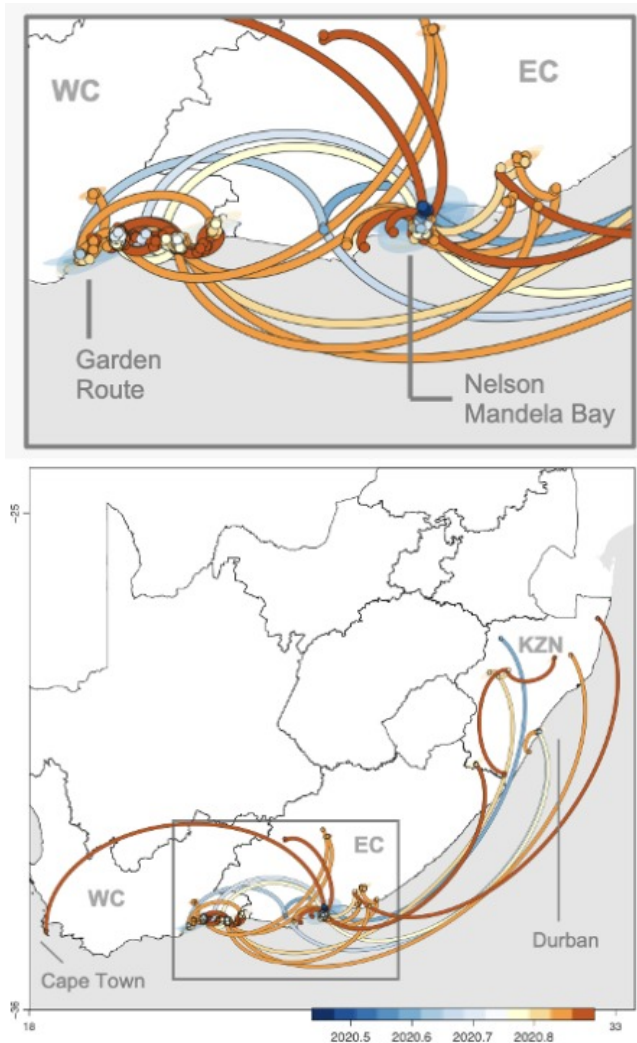 WC
EC
Garden
Route
Nelson
Mandela Bay
-25
KZN
EC
WC
Durban
Cape Town
-36
18
33
2020.5
2020.6
2020.7
2020.8